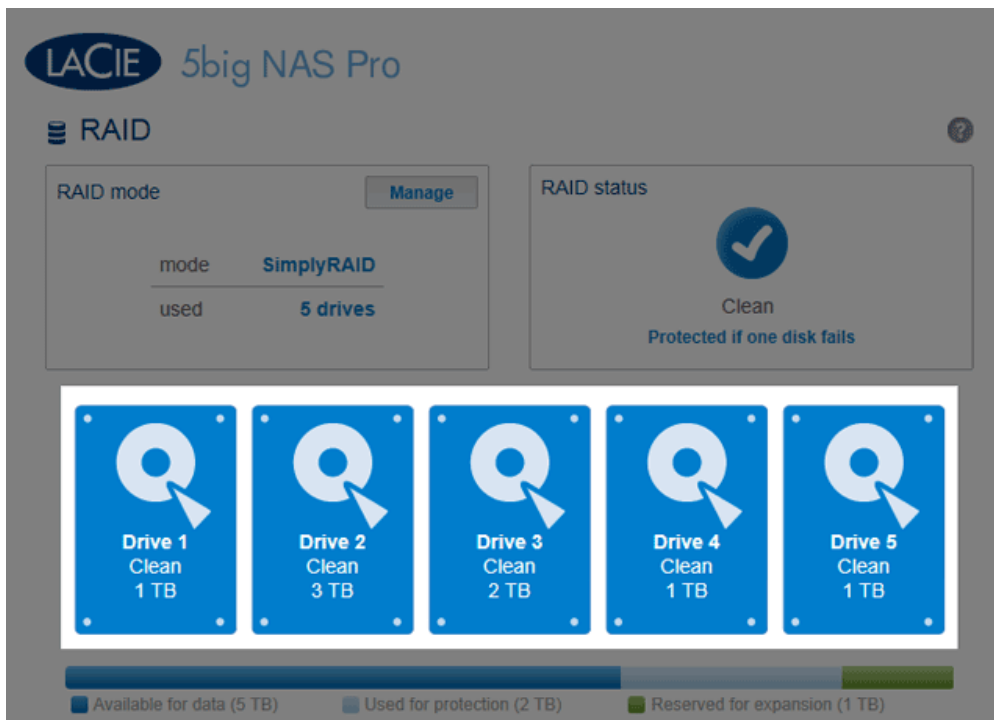 LACIE 5big NAS Pro
RAID
?
RAID mode
Manage
mode SimplyRAID
used 5 drives
RAID status
Clean
Protected if one disk fails
Drive 1
Clean
1 TB
Drive 2
Clean
3 TB
Drive 3
Clean
2 TB
Drive 4
Clean
1 TB
Drive 5
Clean
1 TB
Available for data (5 TB) Used for protection (2 TB) Reserved for expansion (1 TB)